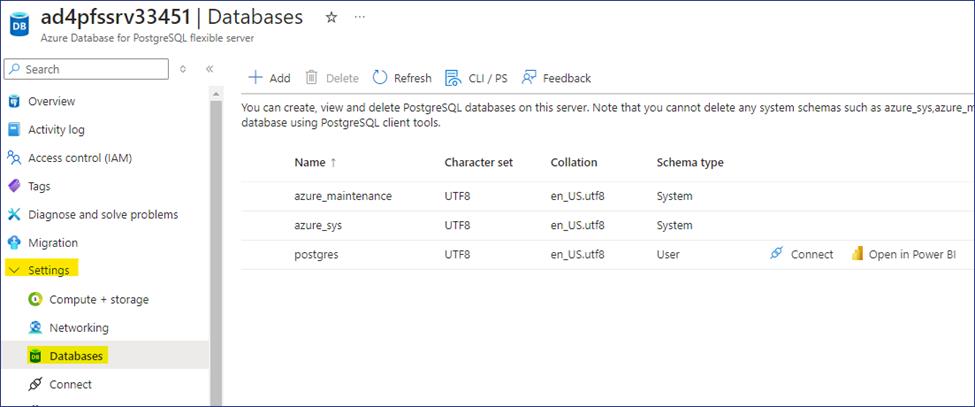 ad4pfssrv33451 | Databases
Azure Database for PostgreSQL flexible server
Search
Overview
Activity log
Access control (IAM)
Tags
Diagnose and solve problems
Migration
Settings
Compute + storage
Networking
Databases
Connect
Add Delete Refresh CLI / PS Feedback
You can create, view and delete PostgreSQL databases on this server. Note that you cannot delete any system schemas such as azure_sys,azure_m
database using PostgreSQL client tools.
Name ↑ Character set Collation Schema type
azure_maintenance UTF8 en_US.utf8 System
azure_sys UTF8 en_US.utf8 System
postgres UTF8 en_US.utf8 User Connect Open in Power BI